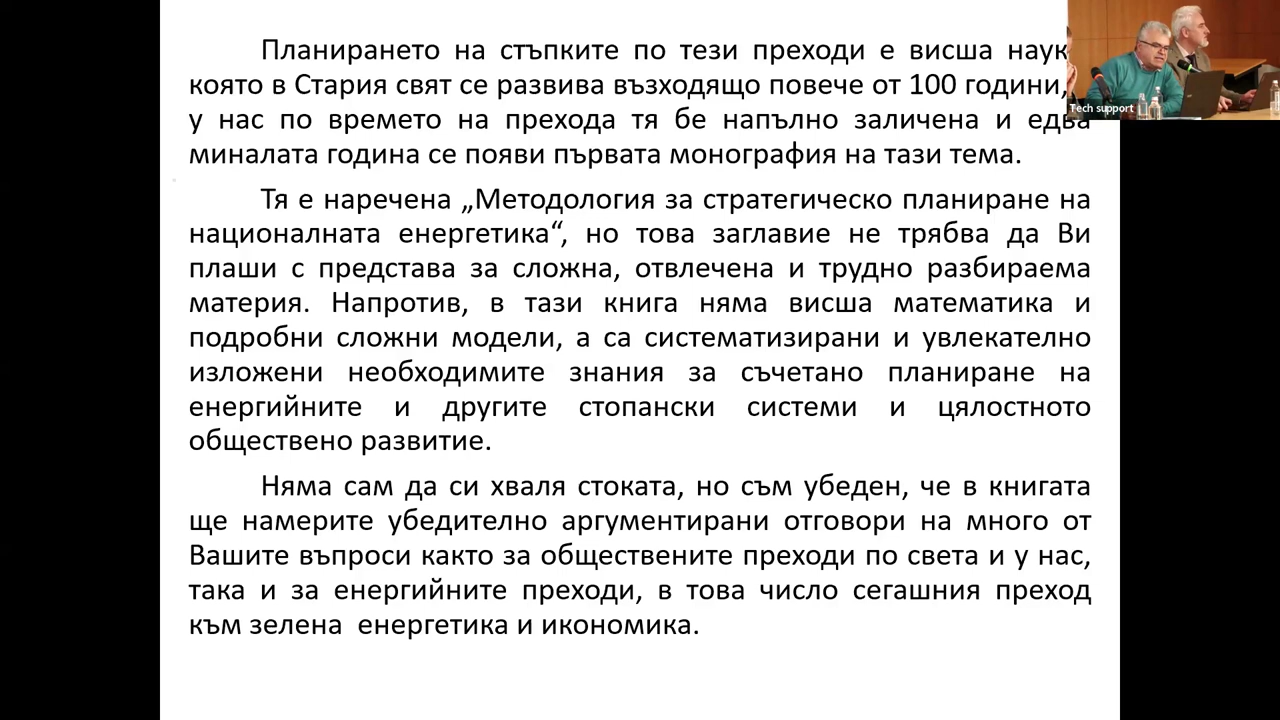 Планирането на стъпките по тези преходи е висша наук
която в Стария свят се развива възходящо повече от 100 години,
у нас по времето на прехода тя бе напълно заличена и едва
миналата година се появи първата монография на тази тема.
Тя е наречена „Методология за стратегическо планиране на
националната енергетика“, но това заглавие не трябва да Ви
плаши с представа за сложна, отвлечена и трудно разбираема
материя. Напротив, в тази книга няма висша математика и
подробни сложни модели, а са систематизирани и увлекателно
изложени необходимите знания за съчетано планиране на
енергийните и другите стопански системи и цялостното
обществено развитие.
Няма сам да си хваля стоката, но съм убеден, че в книгата
ще намерите убедително аргументирани отговори на много от
Вашите въпроси както за обществените преходи по света и у нас,
така и за енергийните преходи, в това число сегашния преход
към зелена енергетика и икономика.
Tech support